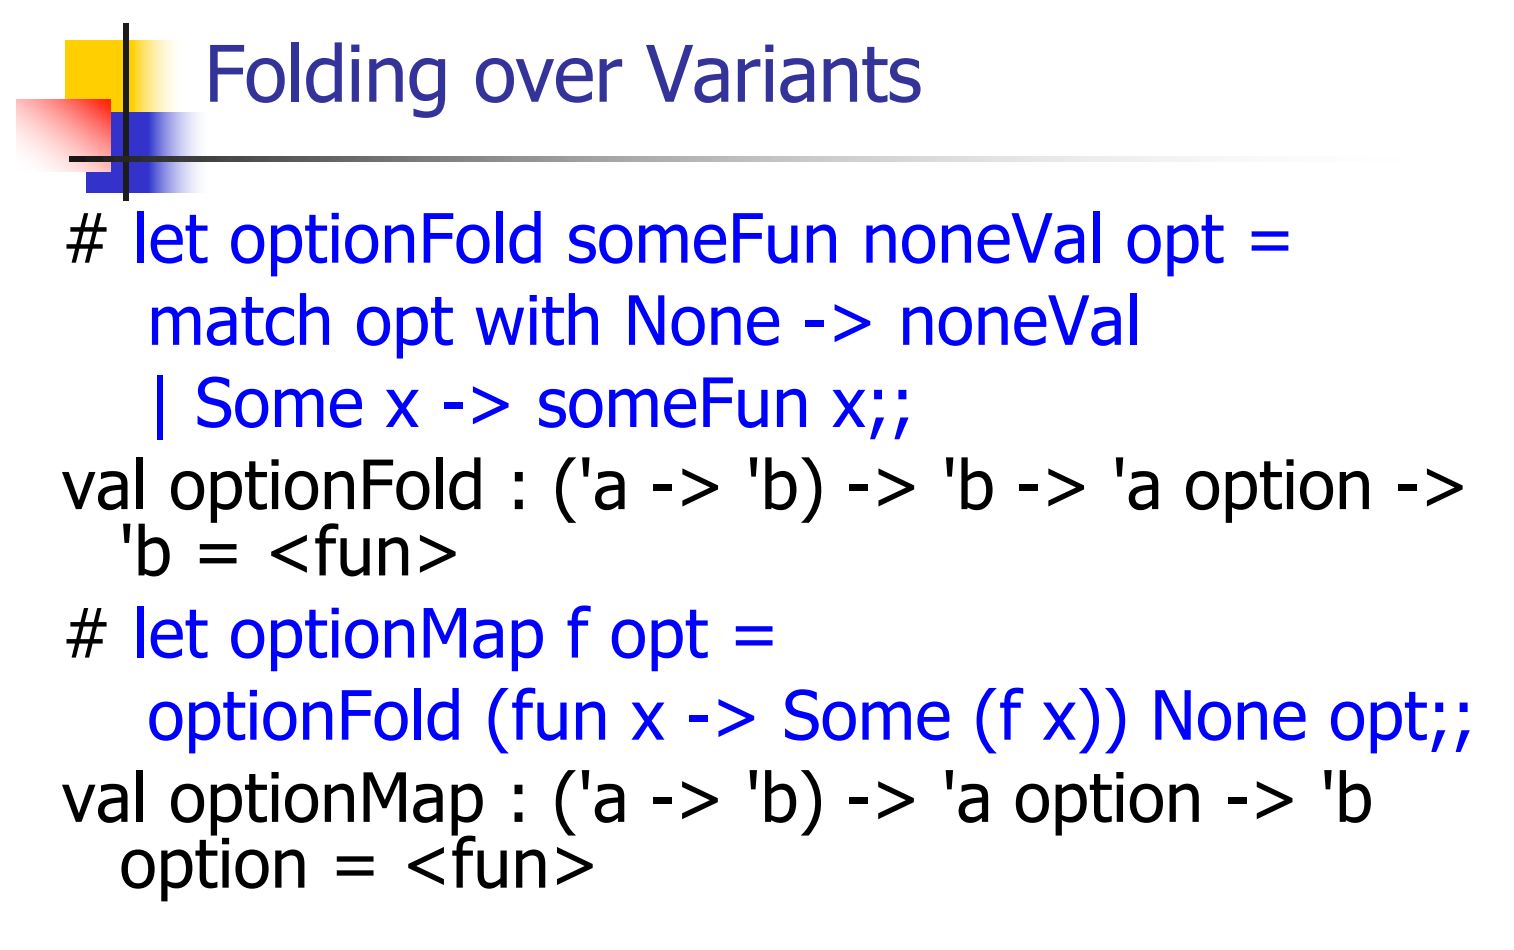 Folding over Variants
# let optionFold someFun noneVal opt =
match opt with None -> noneVal
| Some x -> someFun x;;
val optionFold : ('a -> 'b) -> 'b -> 'a option ->
'b = <fun>
# let optionMap f opt =
optionFold (fun x -> Some (f x)) None opt;;
val optionMap : ('a -> 'b) -> 'a option -> 'b
option = <fun>